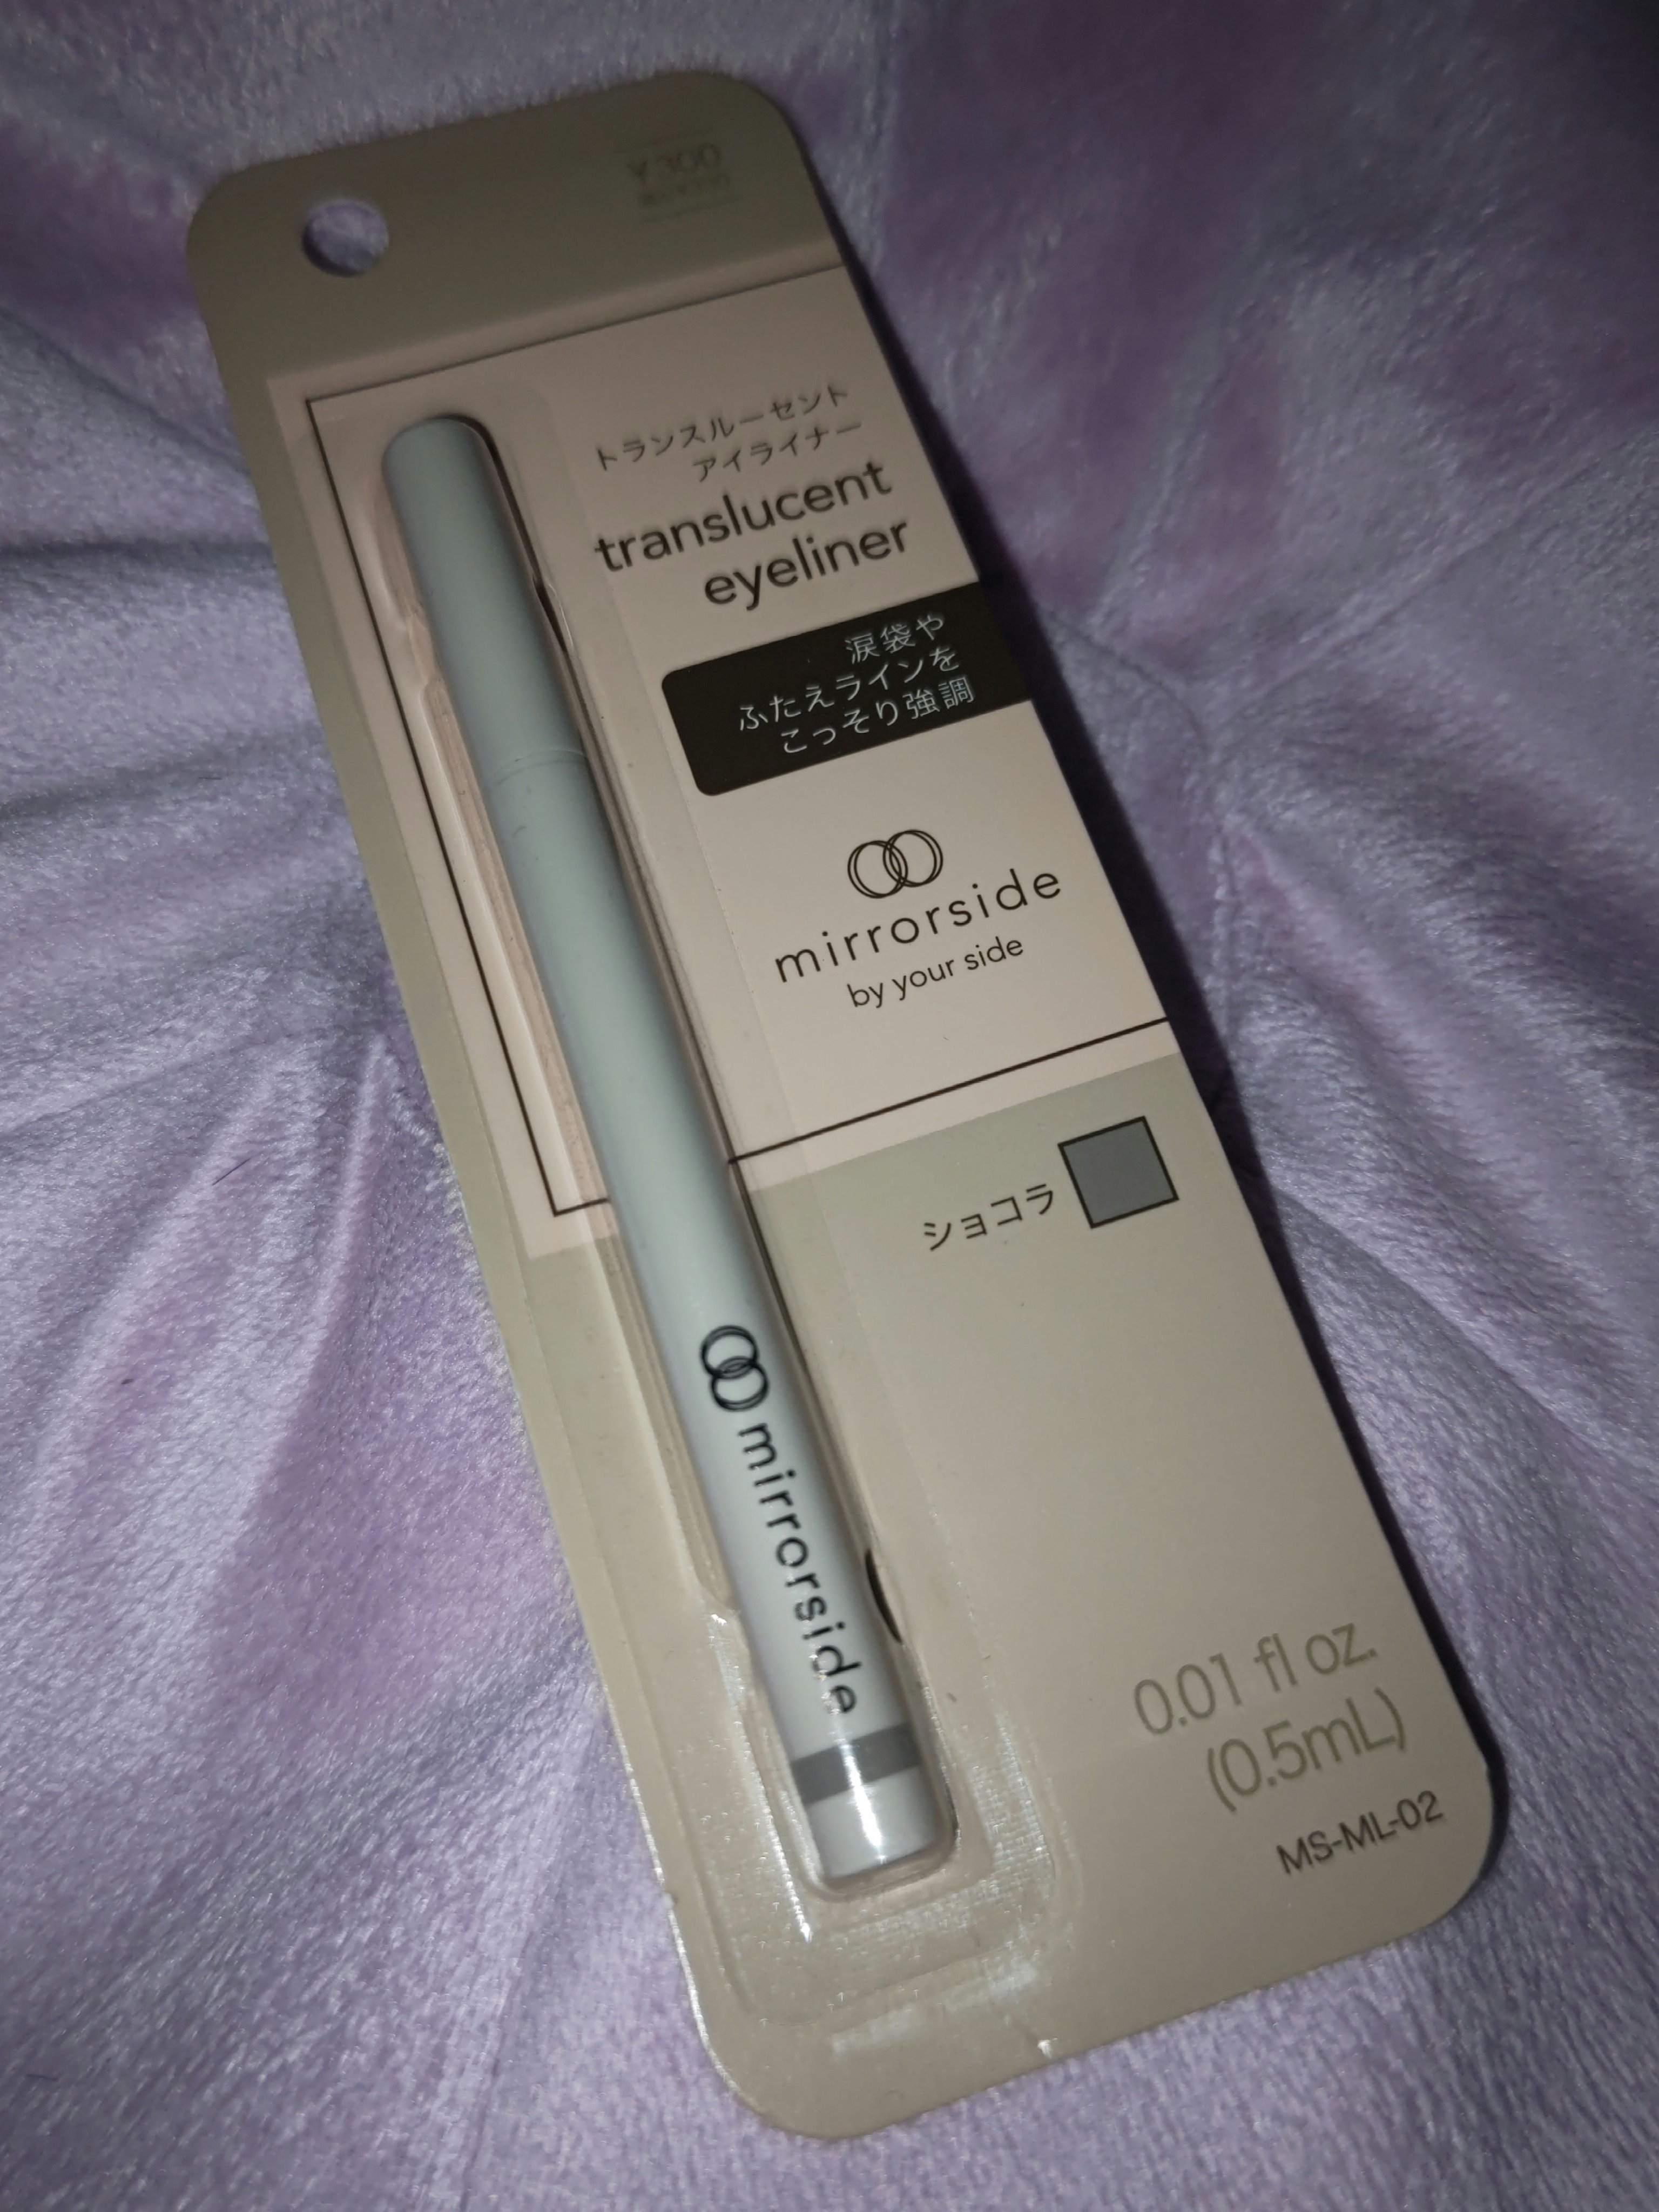 ¥300
トランスルーセント
アイライナー
translucent
eyeliner
涙袋や
ふたえラインを
こっそり強調
mirrorside
by your side
ショコラ
mirrorside
0.01 fl oz.
(0.5mL)
MS-ML-02